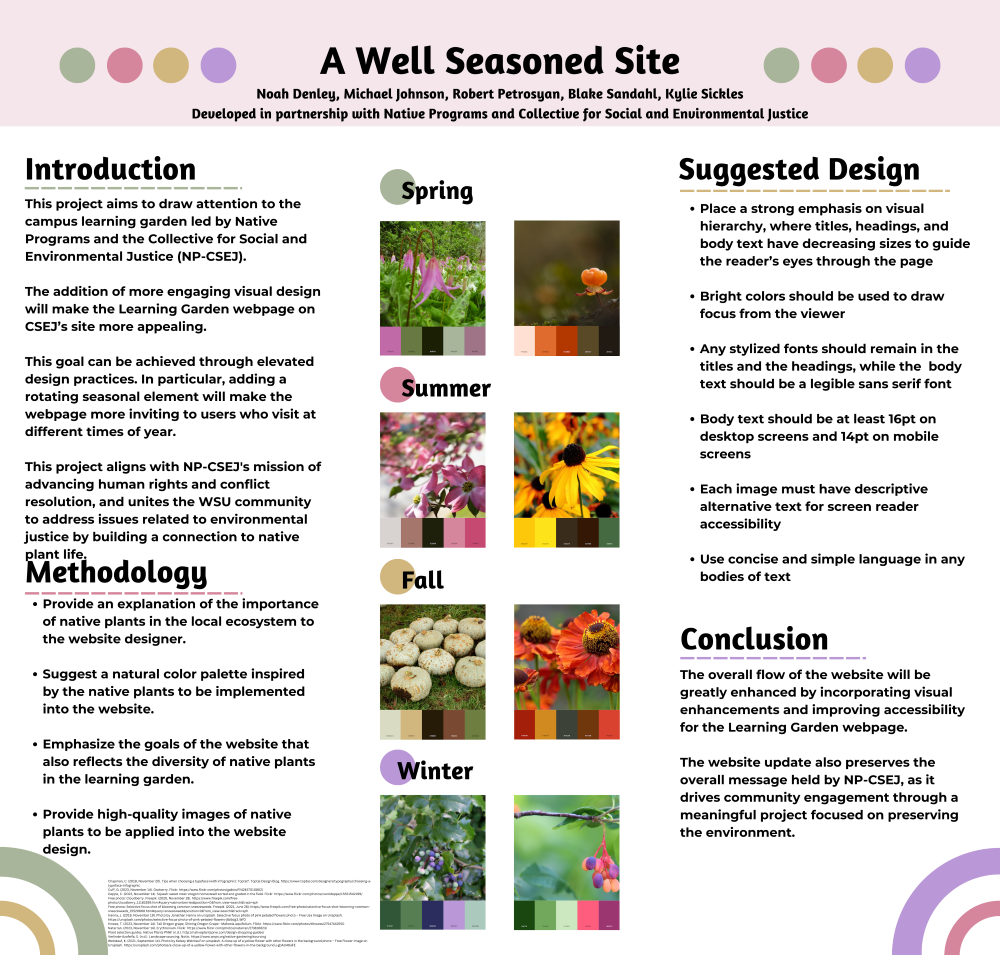 A Well Seasoned Site
Noah Denley, Michael Johnson, Robert Petrosyan, Blake Sandahl, Kylie Sickles
Developed in partnership with Native Programs and Collective for Social and Environmental Justice
Introduction
This project aims to draw attention to the
campus learning garden led by Native
Programs and the Collective for Social and
Environmental Justice (NP-CSEJ).
The addition of more engaging visual design
will make the Learning Garden webpage on
CSEJ's site more appealing.
This goal can be achieved through elevated
design practices. In particular, adding a
rotating seasonal element will make the
webpage more inviting to users who visit at
different times of year.
This project aligns with NP-CSEJ's mission of
advancing human rights and conflict
resolution, and unites the WSU community
to address issues related to environmental
justice by building a connection to native
plant life.
Methodology
• Provide an explanation of the importance
of native plants in the local ecosystem to
the website designer.
• Suggest a natural color palette inspired
by the native plants to be implemented
into the website.
• Emphasize the goals of the website that
also reflects the diversity of native plants
in the learning garden.
• Provide high-quality images of native
plants to be applied into the website
design.
Spring
Summer
Fall
Winter
Suggested Design
• Place a strong emphasis on visual
hierarchy, where titles, headings, and
body text have decreasing sizes to guide
the reader's eyes through the page
• Bright colors should be used to draw
focus from the viewer
• Any stylized fonts should remain in the
titles and the headings, while the body
text should be a legible sans serif font
• Body text should be at least 16pt on
desktop screens and 14pt on mobile
screens
• Each image must have descriptive
alternative text for screen reader
accessibility
• Use concise and simple language in any
bodies of text
Conclusion
The overall flow of the website will be
greatly enhanced by incorporating visual
enhancements and improving accessibility
for the Learning Garden webpage.
The website update also preserves the
overall message held by NP-CSEJ, as it
drives community engagement through a
meaningful project focused on preserving
the environment.